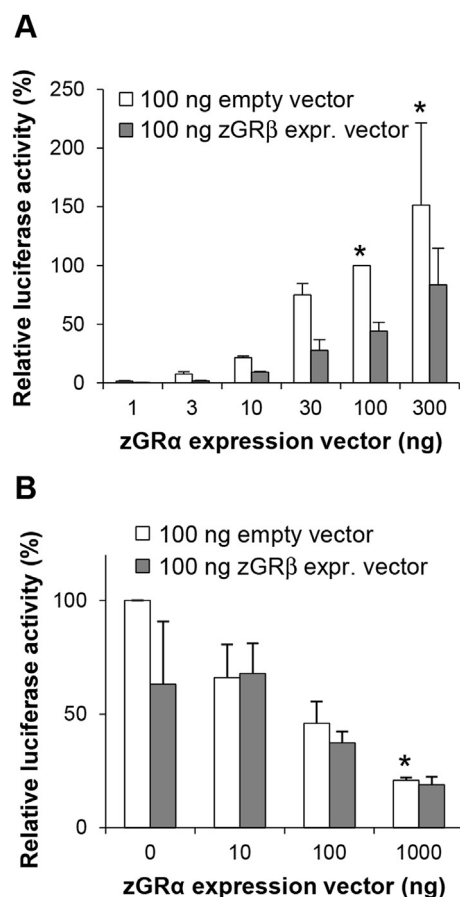 A
Relative luciferase activity (%)
250
200
150
100
50
0
100 ng empty vector
100 ng zGRβ expr. vector
*
*
1 3 10 30 100 300
zGRα expression vector (ng)
B
Relative luciferase activity (%)
100
50
0
100 ng empty vector
100 ng zGRβ expr. vector
*
0 10 100 1000
zGRα expression vector (ng)